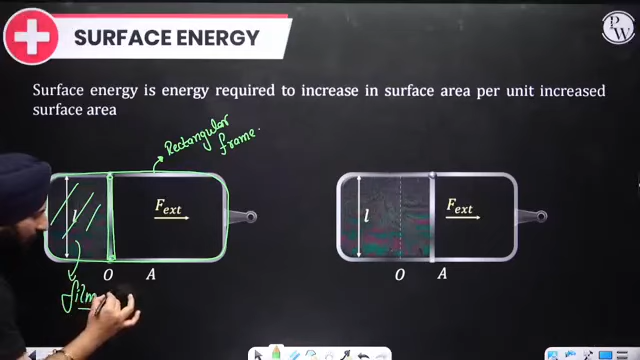 SURFACE ENERGY
PW
Surface energy is energy required to increase in surface area per unit increased
surface area
Rectangular
frame.
l
F_ext
O A
film
l
F_ext
O A